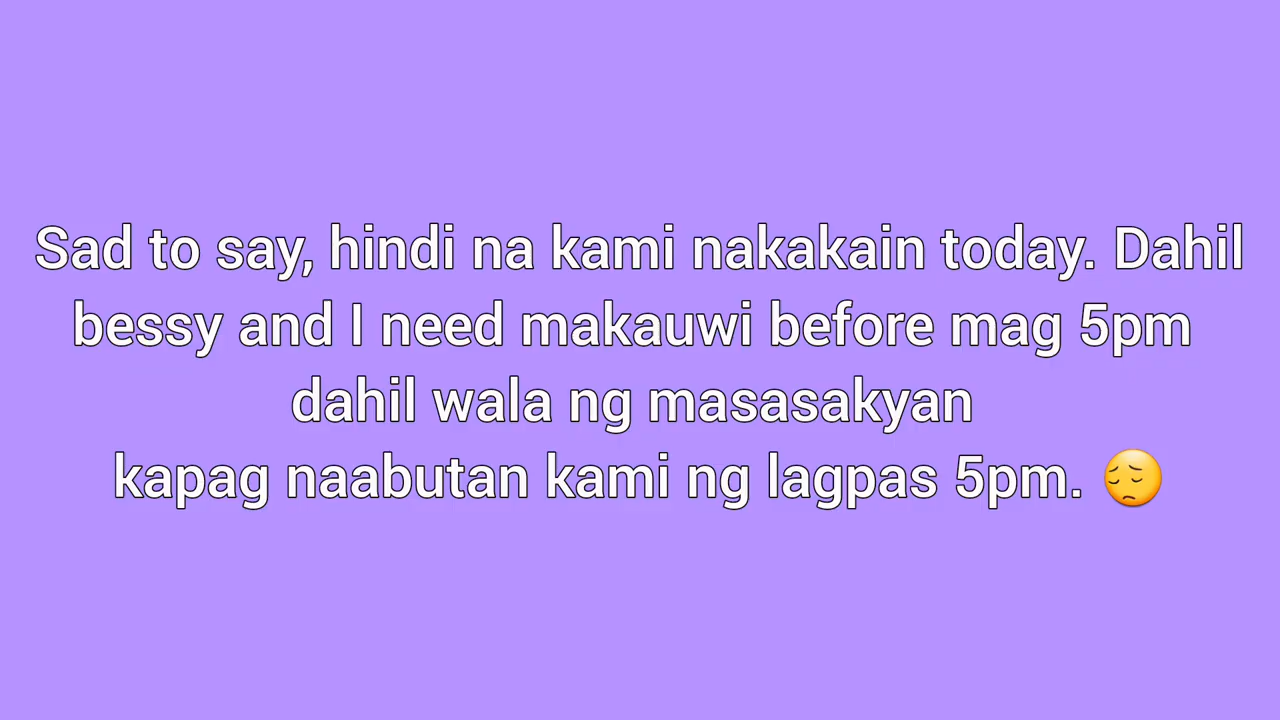 Sad to say, hindi na kami nakakain today. Dahil
bessy and I need makauwi before mag 5pm
dahil wala ng masasakyan
kapag naabutan kami ng lagpas 5pm. 😔